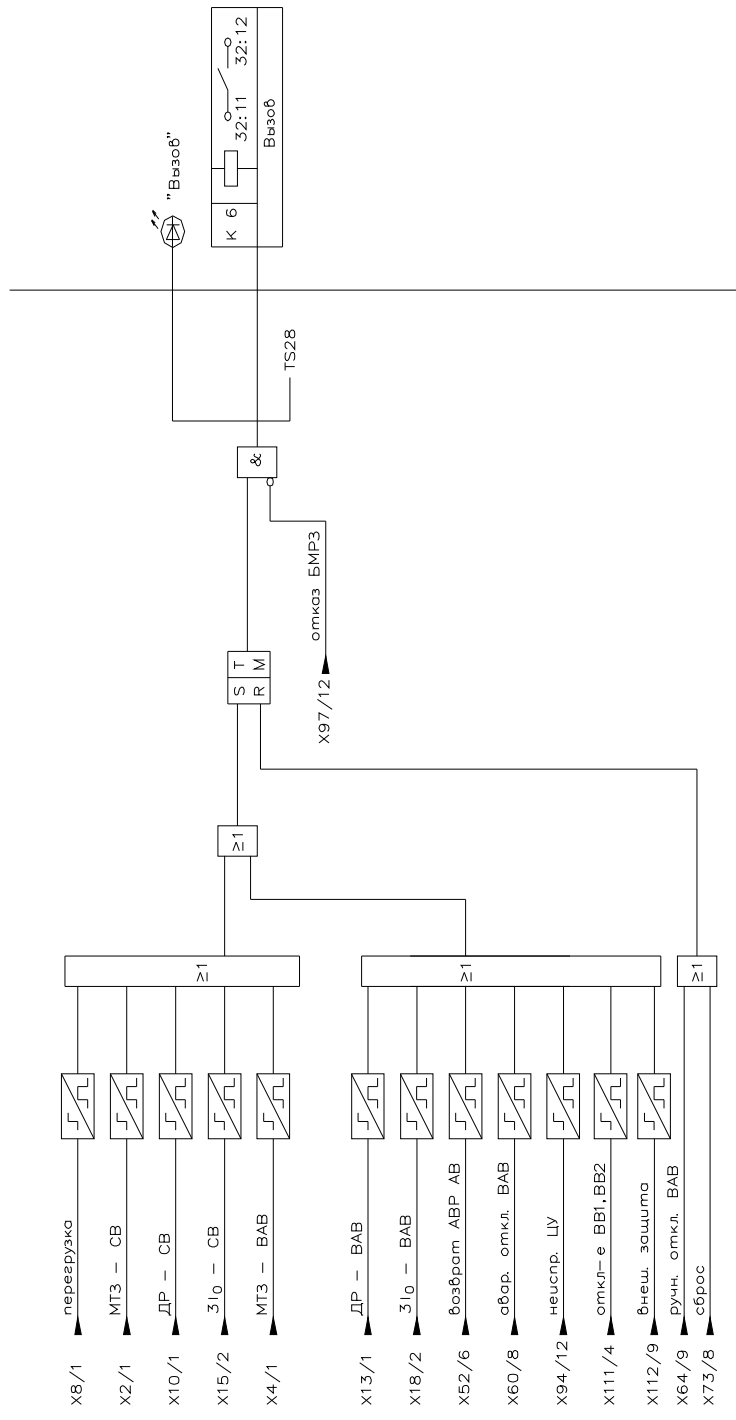 X8/1 перегрузка
X2/1 МТЗ – СВ
X10/1 ДР – СВ
X15/2 3I₀ – СВ
X4/1 МТЗ – ВАВ
≥1
X13/1 ДР – ВАВ
X18/2 3I₀ – ВАВ
X52/6 возврат АВР АВ
X60/8 авар. откл. ВАВ
X94/12 неиспр. ЦУ
X111/4 откл–е ВВ1,ВВ2
X112/9 внеш. защита
≥1
X64/9 ручн. откл. ВАВ
X73/8 сброс
≥1
≥1
S T
R M
X97/12 отказ БМРЗ
&
TS28
"Вызов"
К 6
32:11 32:12
Вызов